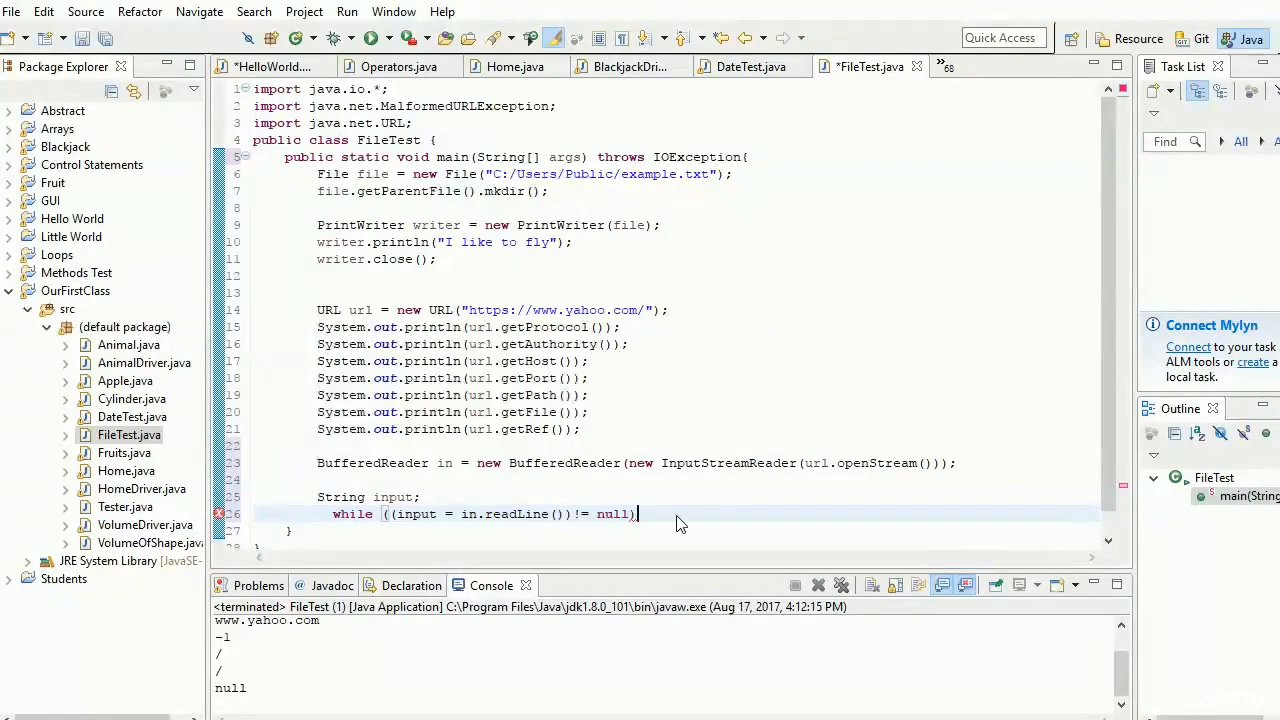 File Edit Source Refactor Navigate Search Project Run Window Help
Quick Access Resource Git Java
Package Explorer
*HelloWorld.... Operators.java Home.java BlackjackDri... DateTest.java *FileTest.java »68
Task List
Abstract
Arrays
Blackjack
Control Statements
Fruit
GUI
Hello World
Little World
Loops
Methods Test
OurFirstClass
src
(default package)
Animal.java
AnimalDriver.java
Apple.java
Cylinder.java
DateTest.java
FileTest.java
Fruits.java
Home.java
HomeDriver.java
Tester.java
VolumeDriver.java
VolumeOfShape.java
JRE System Library [JavaSE-
Students
1 import java.io.*;
2 import java.net.MalformedURLException;
3 import java.net.URL;
4 public class FileTest {
5 public static void main(String[] args) throws IOException{
6 File file = new File("C:/Users/Public/example.txt");
7 file.getParentFile().mkdir();
8
9 PrintWriter writer = new PrintWriter(file);
10 writer.println("I like to fly");
11 writer.close();
12
13
14 URL url = new URL("https://www.yahoo.com/");
15 System.out.println(url.getProtocol());
16 System.out.println(url.getAuthority());
17 System.out.println(url.getHost());
18 System.out.println(url.getPort());
19 System.out.println(url.getPath());
20 System.out.println(url.getFile());
21 System.out.println(url.getRef());
22
23 BufferedReader in = new BufferedReader(new InputStreamReader(url.openStream()));
24
25 String input;
26 while ((input = in.readLine())!= null)
27 }
28 }
Find All A
Connect Mylyn
Connect to your task
ALM tools or create a
local task.
Outline
FileTest
main(String
Problems Javadoc Declaration Console
<terminated> FileTest (1) [Java Application] C:\Program Files\Java\jdk1.8.0_101\bin\javaw.exe (Aug 17, 2017, 4:12:15 PM)
www.yahoo.com
-1
/
/
null
udemy